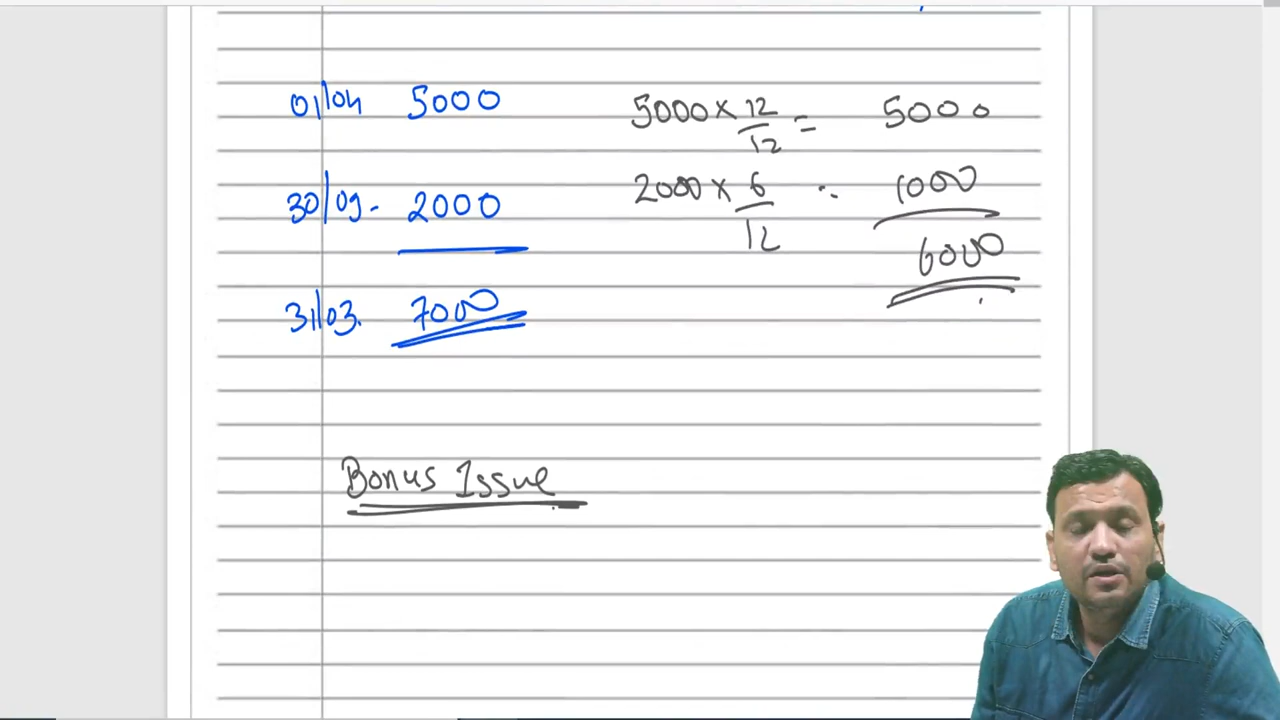 01/04 5000 5000 × 12/12 = 5000
30/09. 2000 2000 × 6/12 = 1000
6000
31/03. 7000
Bonus Issue